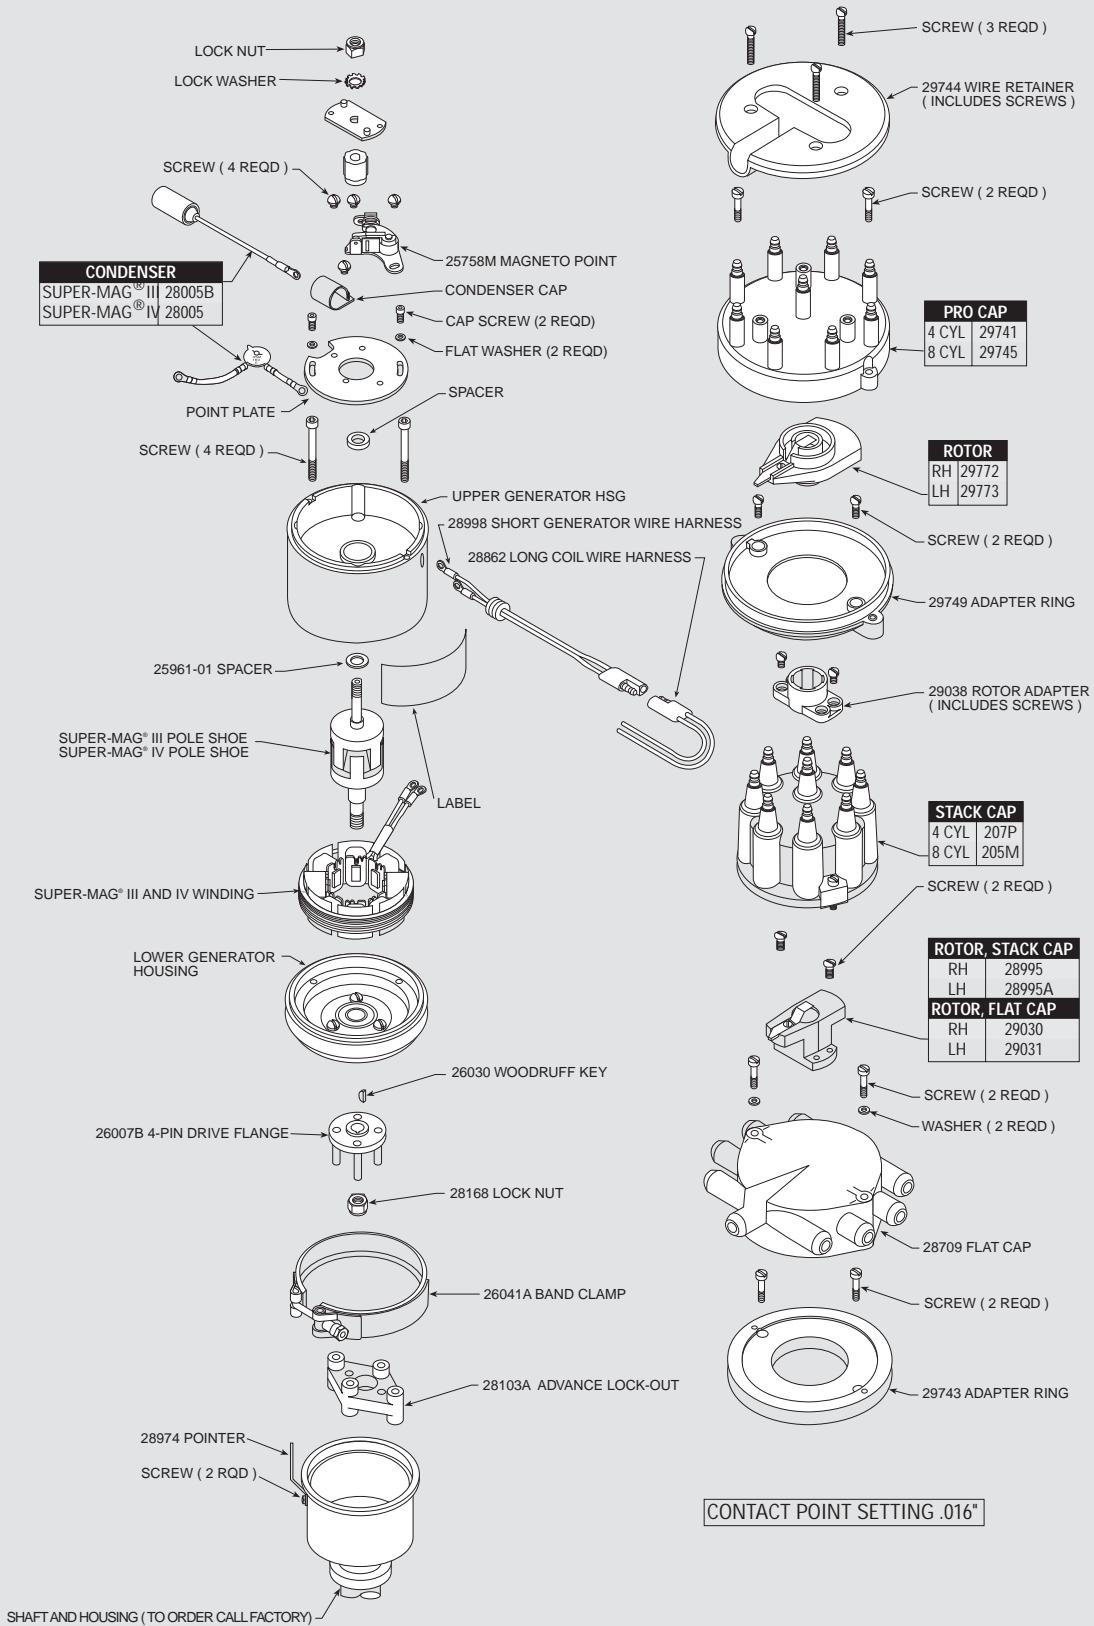 LOCK NUT
LOCK WASHER
SCREW ( 4 REQD )
25758M MAGNETO POINT
CONDENSER
SUPER-MAG® III 28005B
SUPER-MAG® IV 28005
CONDENSER CAP
CAP SCREW (2 REQD)
FLAT WASHER (2 REQD)
POINT PLATE
SPACER
SCREW ( 4 REQD )
UPPER GENERATOR HSG
28998 SHORT GENERATOR WIRE HARNESS
28862 LONG COIL WIRE HARNESS
25961-01 SPACER
SUPER-MAG® III POLE SHOE
SUPER-MAG® IV POLE SHOE
LABEL
SUPER-MAG® III AND IV WINDING
LOWER GENERATOR
HOUSING
26030 WOODRUFF KEY
26007B 4-PIN DRIVE FLANGE
28168 LOCK NUT
26041A BAND CLAMP
28103A ADVANCE LOCK-OUT
28974 POINTER
SCREW ( 2 RQD )
SHAFT AND HOUSING ( TO ORDER CALL FACTORY)
SCREW ( 3 REQD )
29744 WIRE RETAINER
( INCLUDES SCREWS )
SCREW ( 2 REQD )
PRO CAP
4 CYL 29741
8 CYL 29745
ROTOR
RH 29772
LH 29773
SCREW ( 2 REQD )
29749 ADAPTER RING
29038 ROTOR ADAPTER
( INCLUDES SCREWS )
STACK CAP
4 CYL 207P
8 CYL 205M
SCREW ( 2 REQD )
ROTOR, STACK CAP
RH 28995
LH 28995A
ROTOR, FLAT CAP
RH 29030
LH 29031
SCREW ( 2 REQD )
WASHER ( 2 REQD )
28709 FLAT CAP
SCREW ( 2 REQD )
29743 ADAPTER RING
CONTACT POINT SETTING .016"